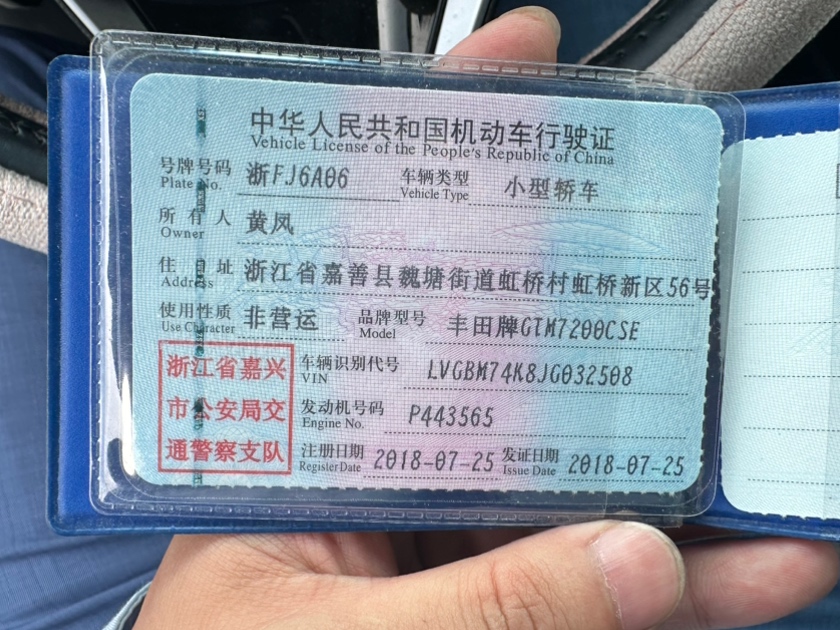 中华人民共和国机动车行驶证
Vehicle License of the People's Republic of China
号牌号码 浙FJ6A06 车辆类型 小型轿车
Plate No. Vehicle Type
所有人 黄凤
Owner
住址 浙江省嘉善县魏塘街道虹桥村虹桥新区56号
Address
使用性质 非营运 品牌型号 丰田牌GTM7200CSE
Use Character Model
浙江省嘉兴 车辆识别代号 LVGBM74K8JG032508
VIN
市公安局交 发动机号码 P443565
Engine No.
通警察支队 注册日期 2018-07-25 发证日期 2018-07-25
Register Date Issue Date